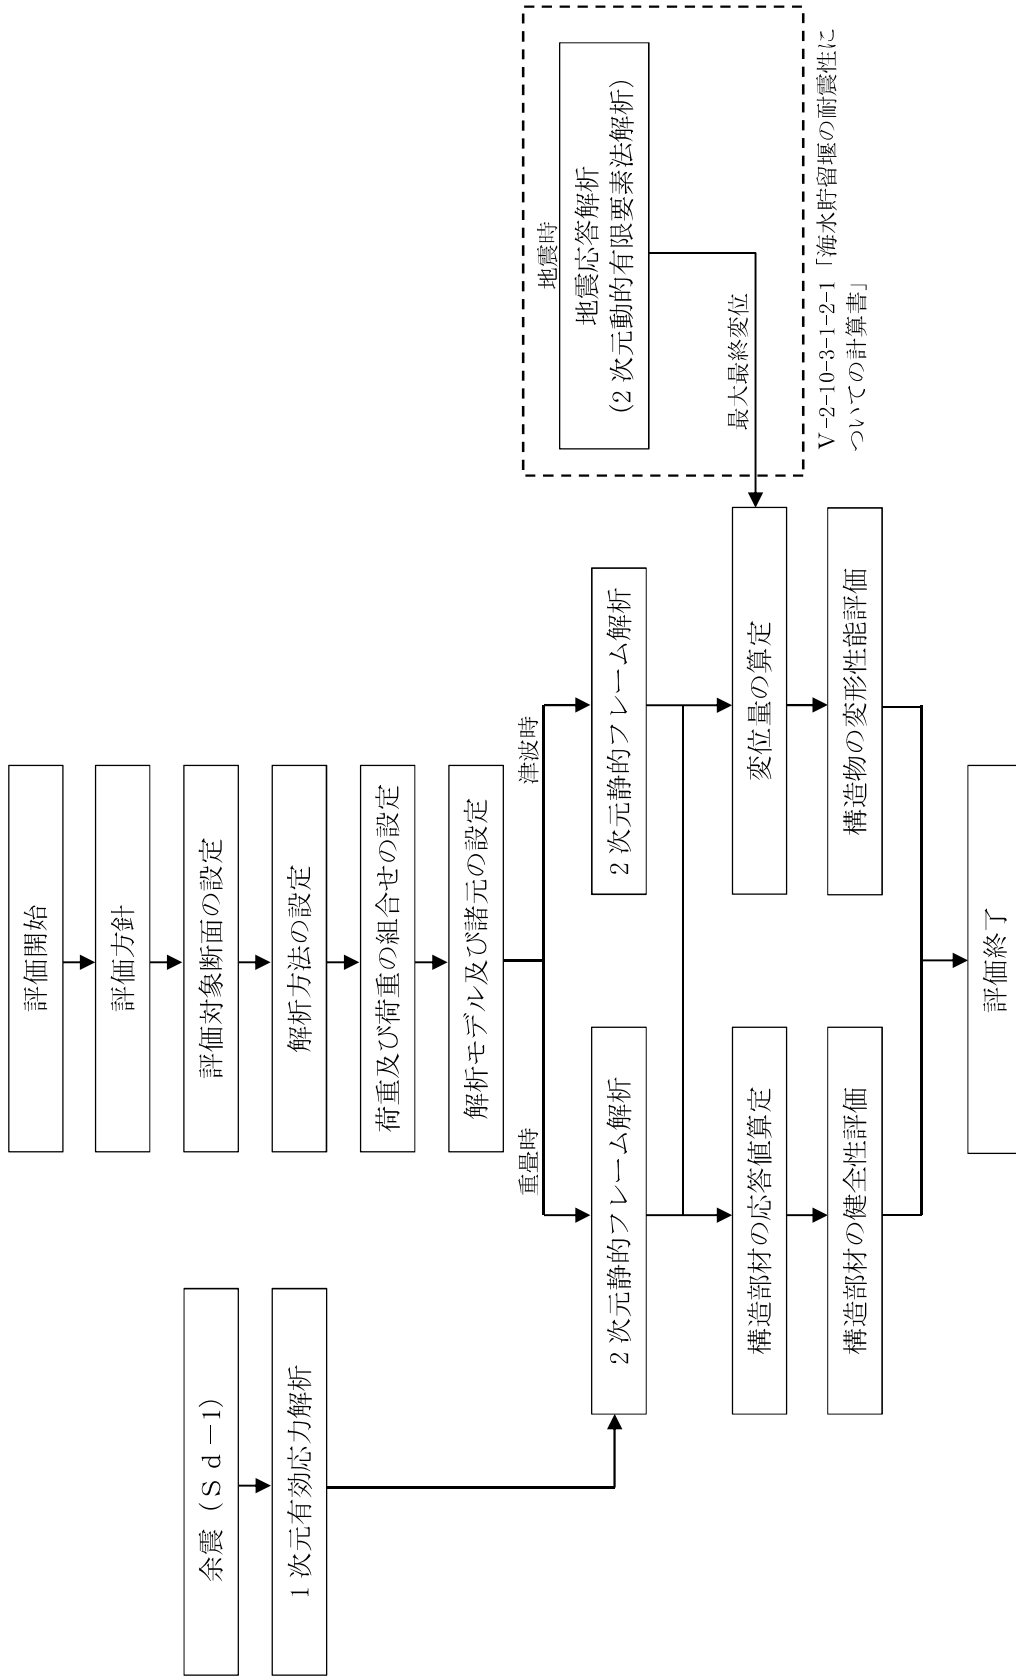 評価開始
評価方針
評価対象断面の設定
解析方法の設定
荷重及び荷重の組合せの設定
解析モデル及び諸元の設定
余震（Ｓｄ－1）
1次元有効応力解析
重畳時
津波時
地震時
2次元静的フレーム解析
2次元静的フレーム解析
地震応答解析
(2次元動的有限要素法解析)
最大最終変位
Ⅴ-2-10-3-1-2-1「海水貯留堰の耐震性に
ついての計算書」
構造部材の応答値算定
変位量の算定
構造部材の健全性評価
構造物の変形性能評価
評価終了